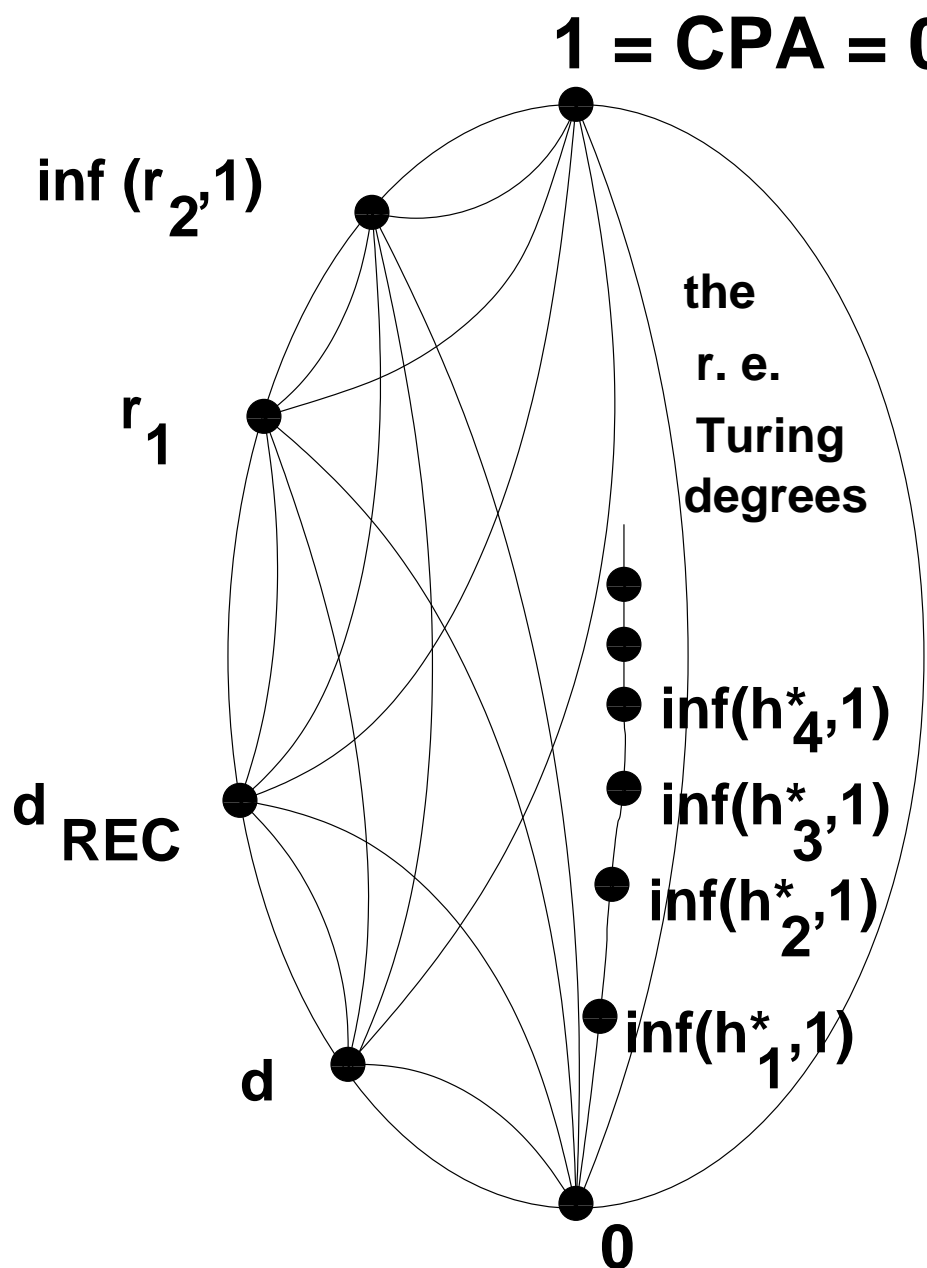 1 = CPA = 0
inf (r2,1)
the
r. e.
Turing
degrees
r1
inf(h*4,1)
inf(h*3,1)
d REC
inf(h*2,1)
inf(h*1,1)
d
0